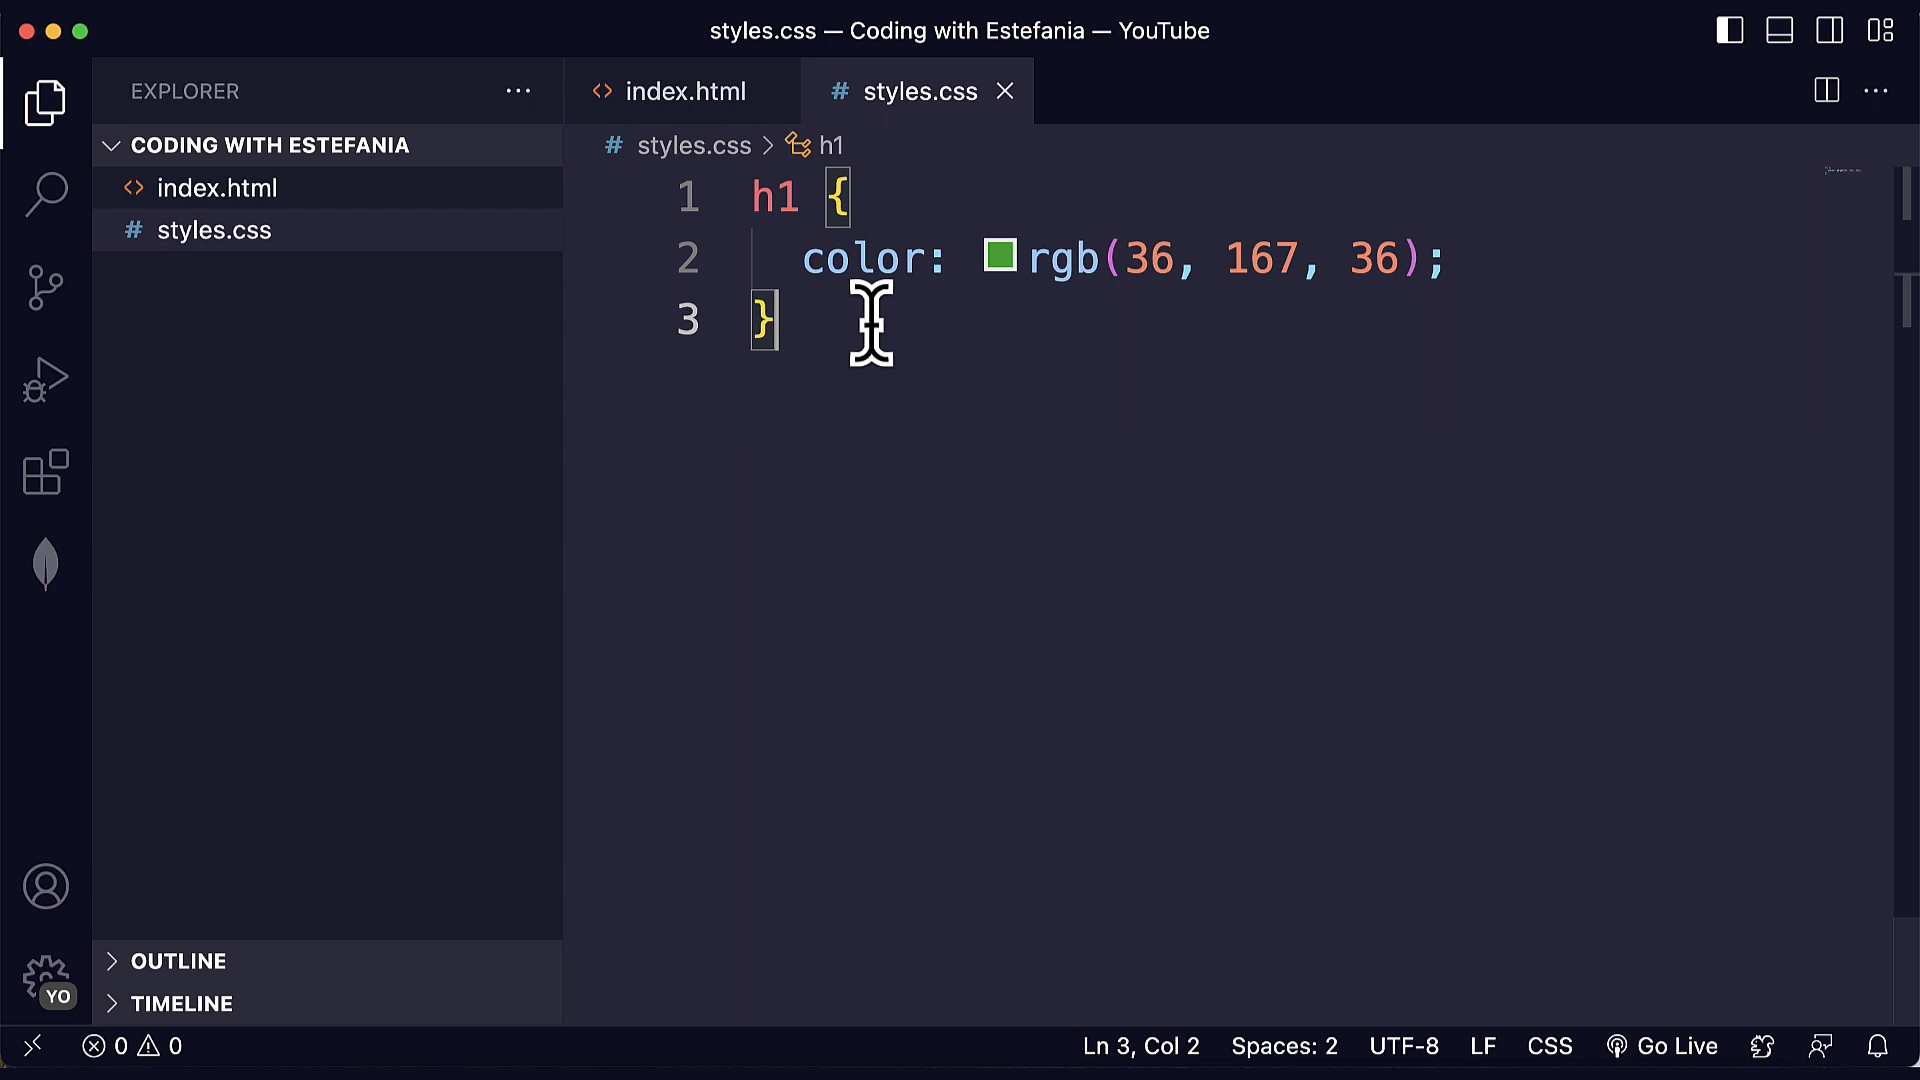 styles.css — Coding with Estefania — YouTube
EXPLORER
index.html
# styles.css
CODING WITH ESTEFANIA
# styles.css > h1
index.html
# styles.css
1 h1 {
2 color: rgb(36, 167, 36);
3 }
OUTLINE
YO
TIMELINE
0 0
Ln 3, Col 2 Spaces: 2 UTF-8 LF CSS Go Live